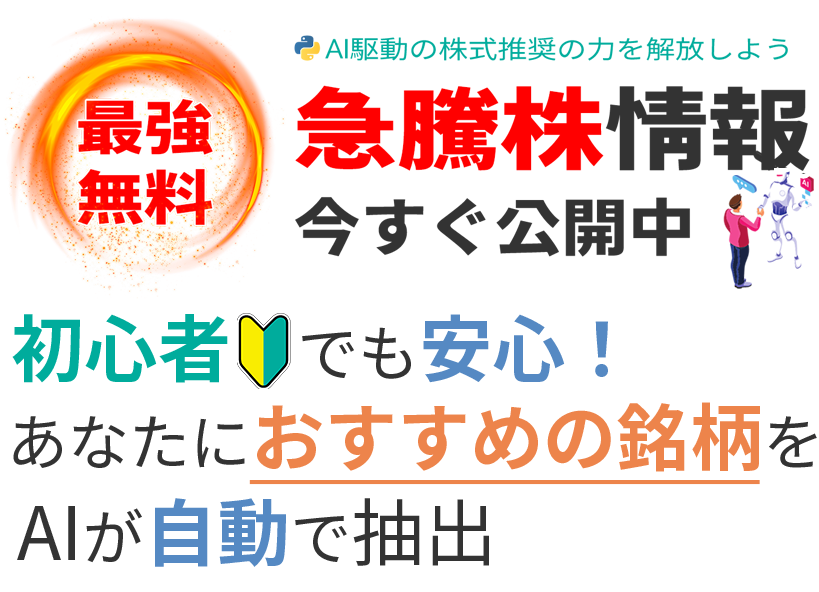 AI駆動の株式推奨の力を解放しよう
最強
無料
急騰株情報
今すぐ公開中
AI
初心者でも安心！
あなたにおすすめの銘柄を
AIが自動で抽出